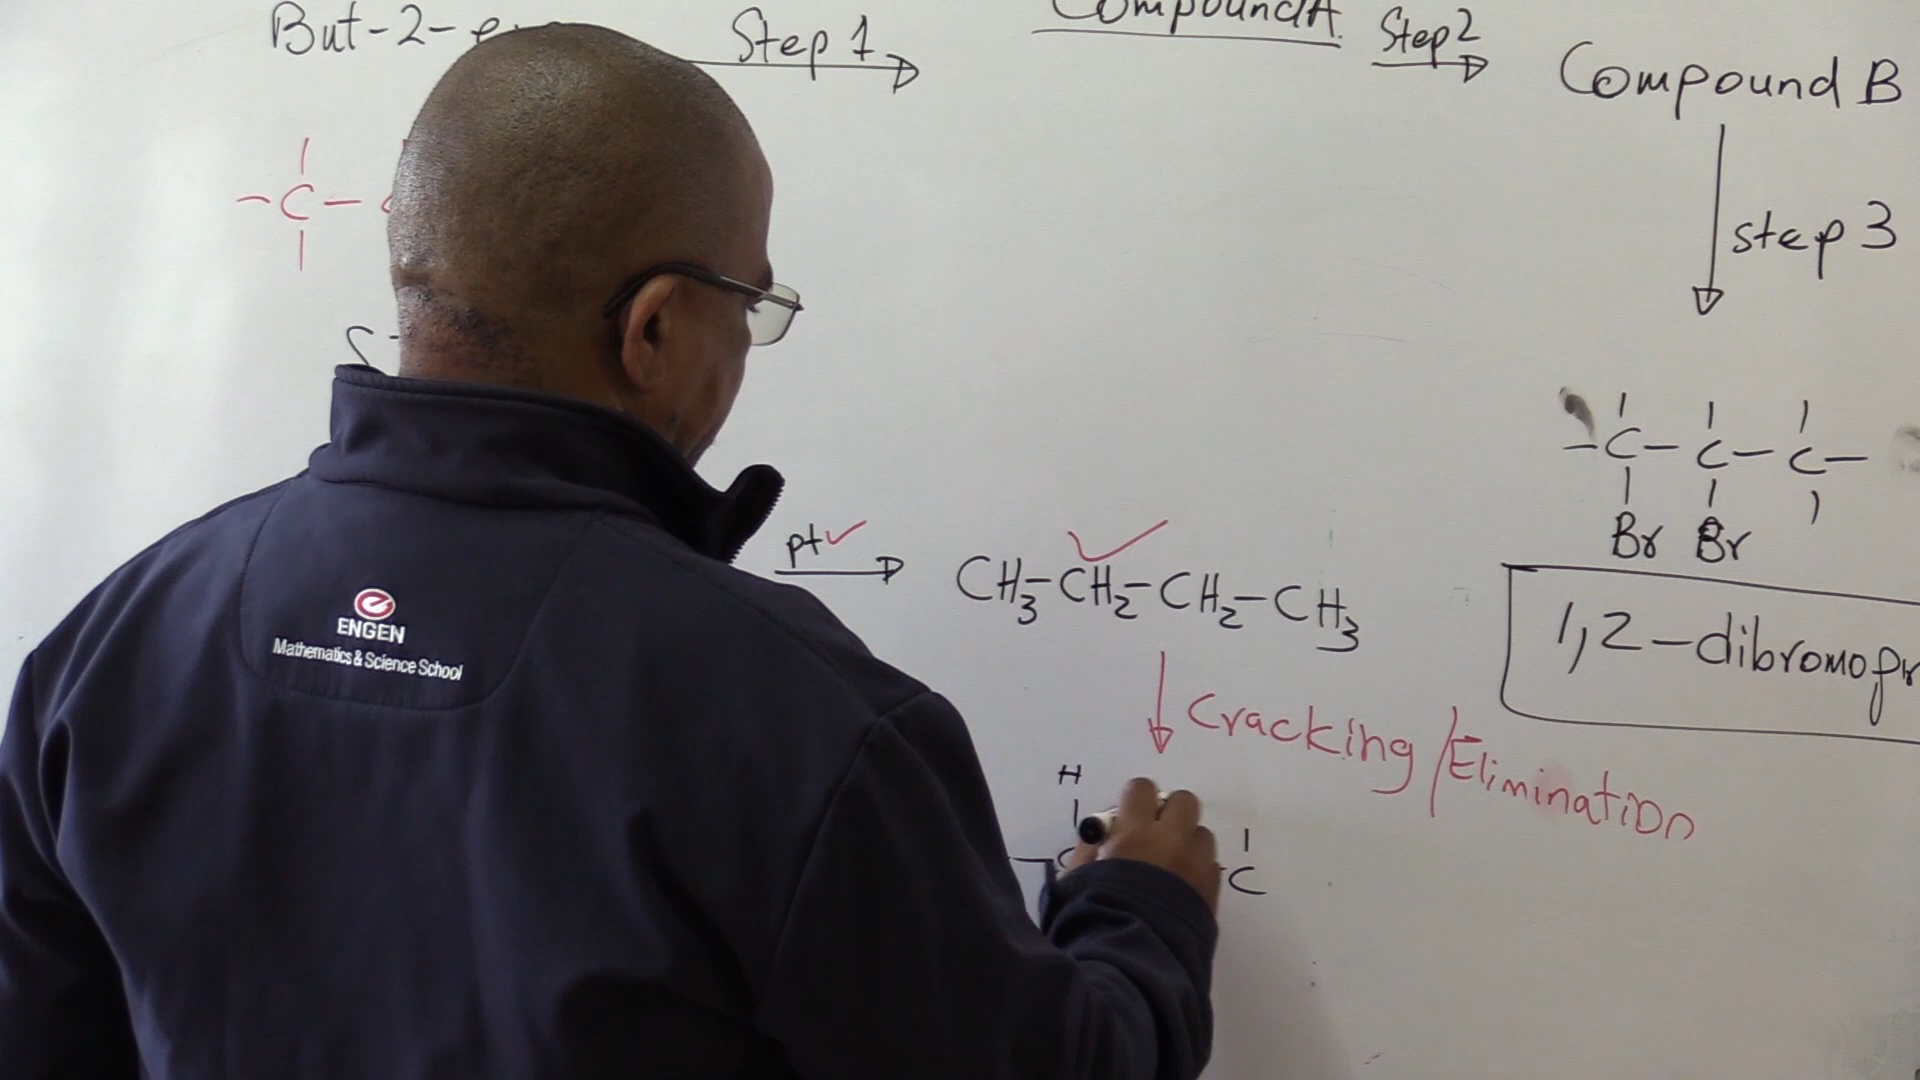 But-2-e
Step 1
Compound A.
Step 2
Compound B
step 3
- C -
pt
CH3-CH2-CH2-CH3
- C - C - C -
Br Br
1,2-dibromopr
Cracking/Elimination
H
C
C
ENGEN
Mathematics & Science School